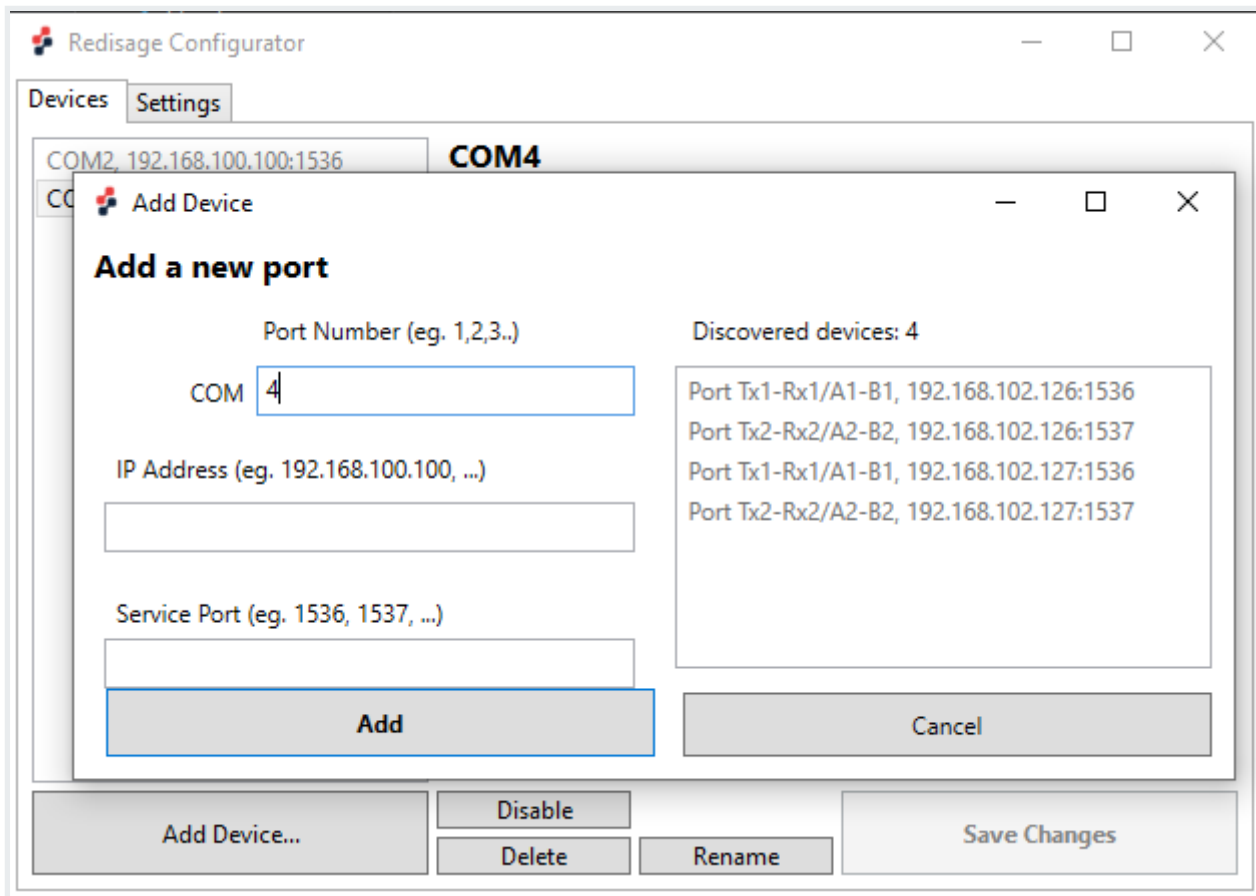 Redisage Configurator
Devices
Settings
COM2, 192.168.100.100:1536
COM4
Add Device
Add a new port
Port Number (eg. 1,2,3..)
COM
4
IP Address (eg. 192.168.100.100, ...)
Service Port (eg. 1536, 1537, ...)
Discovered devices: 4
Port Tx1-Rx1/A1-B1, 192.168.102.126:1536
Port Tx2-Rx2/A2-B2, 192.168.102.126:1537
Port Tx1-Rx1/A1-B1, 192.168.102.127:1536
Port Tx2-Rx2/A2-B2, 192.168.102.127:1537
Add
Cancel
Add Device...
Disable
Delete
Rename
Save Changes